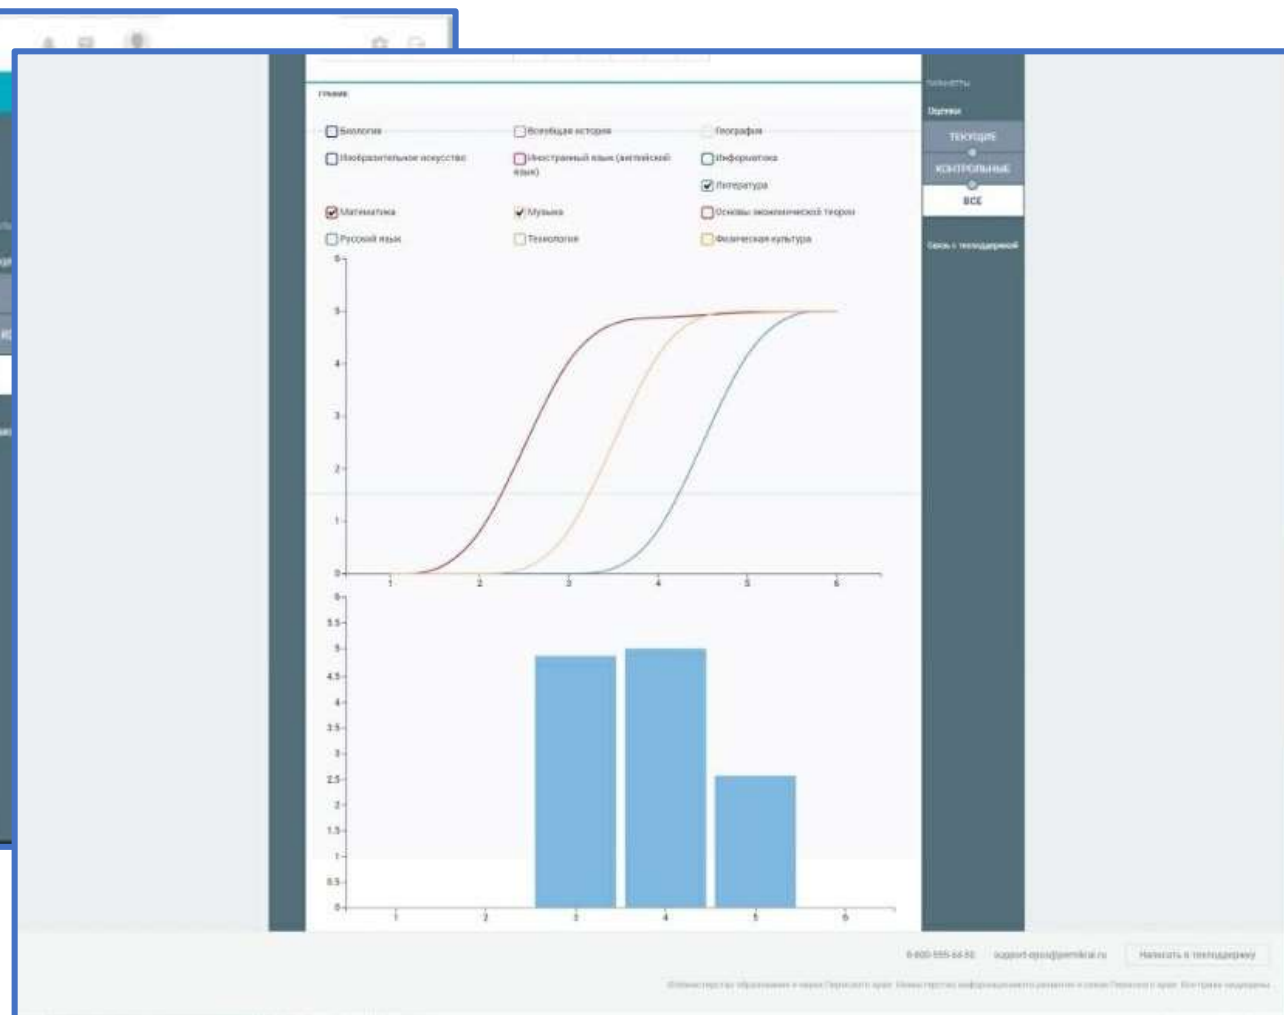 ГРАФИК
Биология
Всеобщая история
География
Изобразительное искусство
Иностранный язык (английский язык)
Информатика
Литература
Математика
Музыка
Основы экономической теории
Русский язык
Технология
Физическая культура
6
5
4
3
2
1
0
1 2 3 4 5 6
6
5.5
5
4.5
4
3.5
3
2.5
2
1.5
1
0.5
0
1 2 3 4 5 6
ПАРАМЕТРЫ
Оценки
ТЕКУЩИЕ
КОНТРОЛЬНЫЕ
ВСЕ
Связь с техподдержкой
Написать в техподдержку